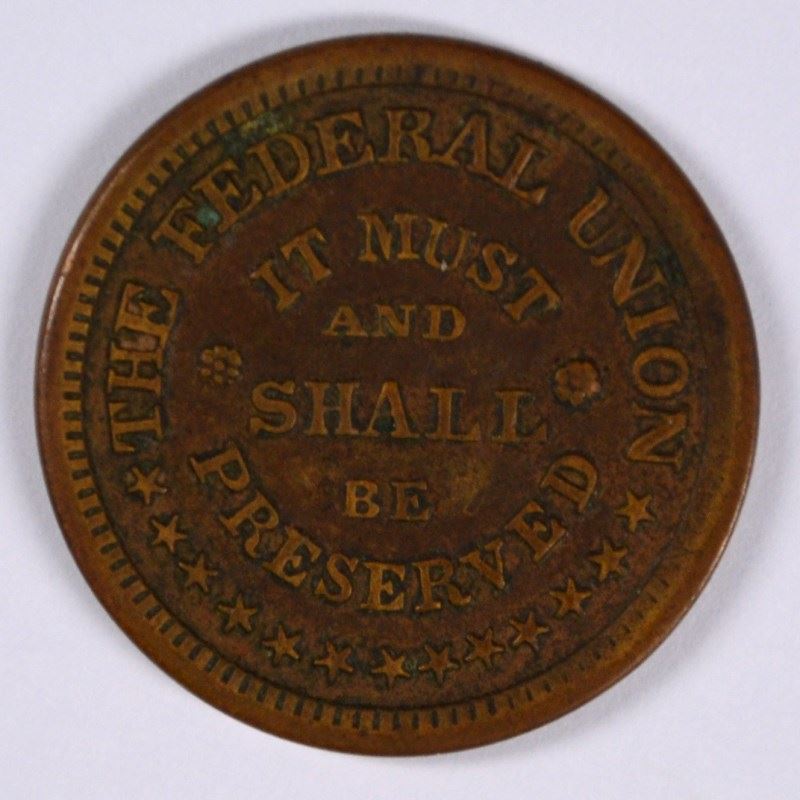 THE FEDERAL UNION
IT MUST
AND
SHALL
BE
PRESERVED